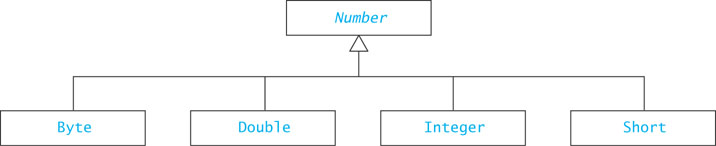 Number
Byte
Double
Integer
Short